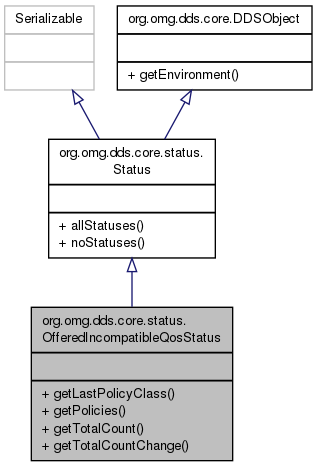 Serializable
org.omg.dds.core.DDSObject
+ getEnvironment()
org.omg.dds.core.status.
Status
+ allStatuses()
+ noStatuses()
org.omg.dds.core.status.
OfferedIncompatibleQosStatus
+ getLastPolicyClass()
+ getPolicies()
+ getTotalCount()
+ getTotalCountChange()